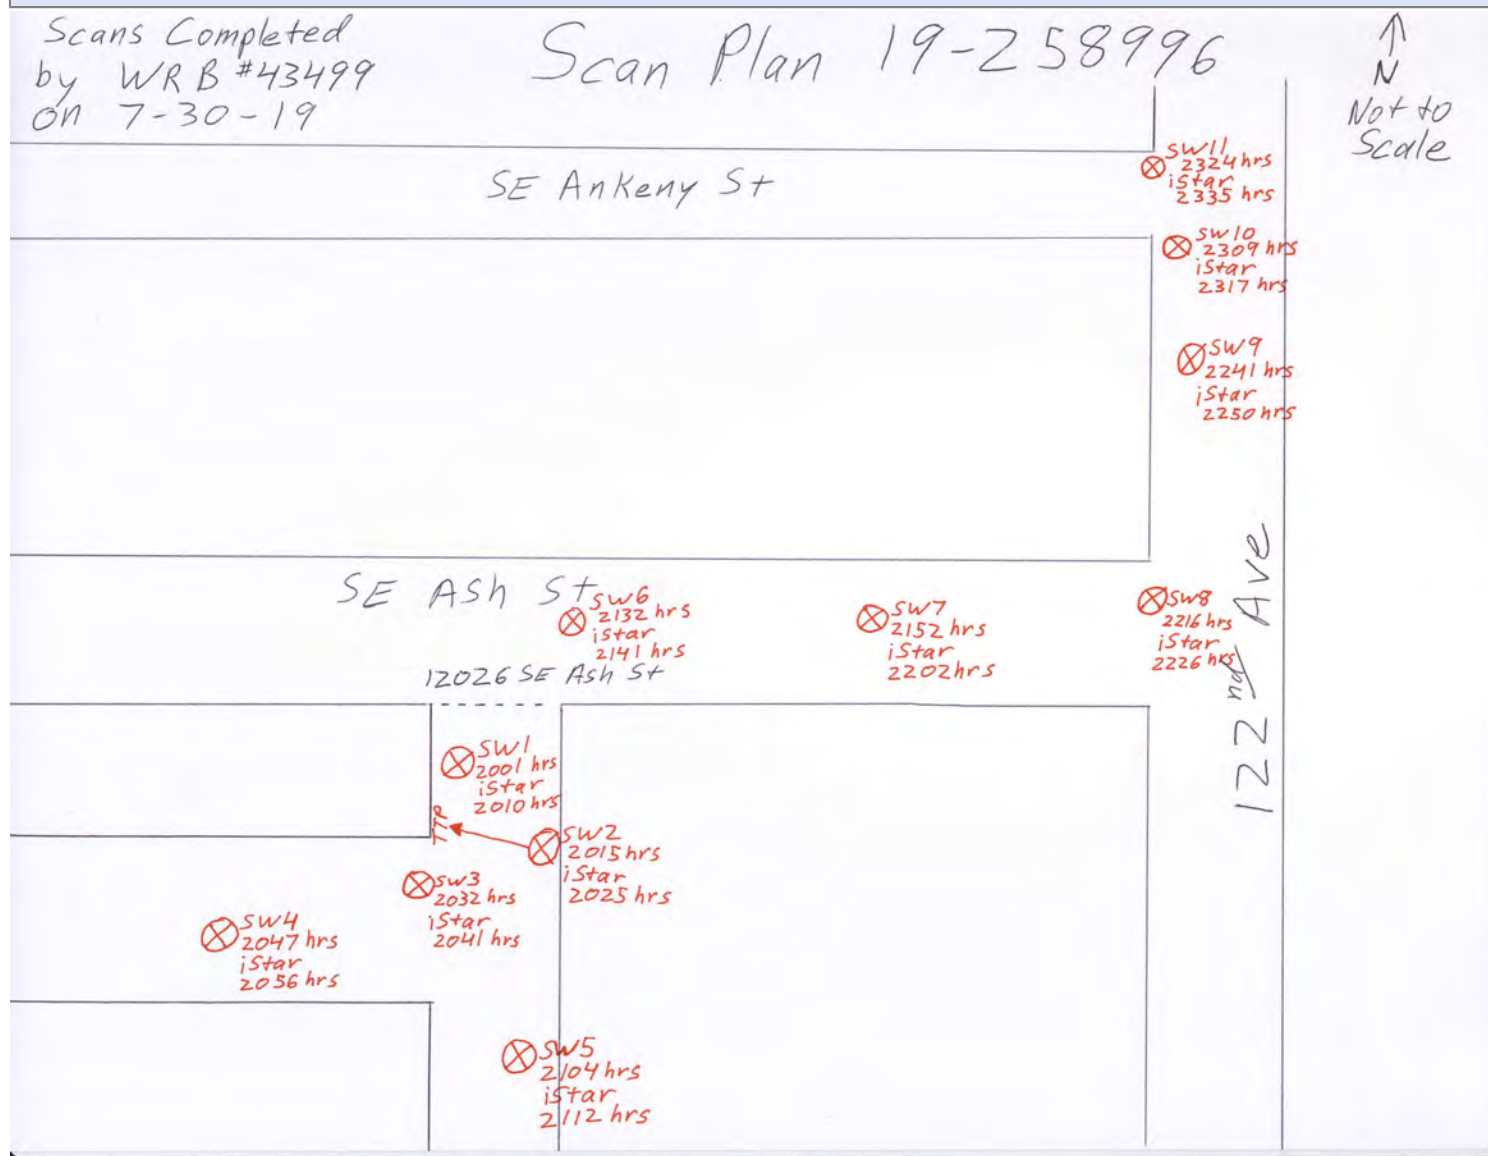 Scans Completed
by WRB #43499
on 7-30-19
Scan Plan 19-258996
N
Not to
Scale
SE Ankeny St
SW11
2324 hrs
iStar
2335 hrs
SW10
2309 hrs
iStar
2317 hrs
SW9
2241 hrs
iStar
2250 hrs
SE Ash St
SW6
2132 hrs
iStar
2141 hrs
SW7
2152 hrs
iStar
2202 hrs
SW8
2216 hrs
iStar
2226 hrs
122nd Ave
12026 SE Ash St
SW1
2001 hrs
iStar
2010 hrs
TTP
SW2
2015 hrs
iStar
2025 hrs
SW3
2032 hrs
iStar
2041 hrs
SW4
2047 hrs
iStar
2056 hrs
SW5
2104 hrs
iStar
2112 hrs